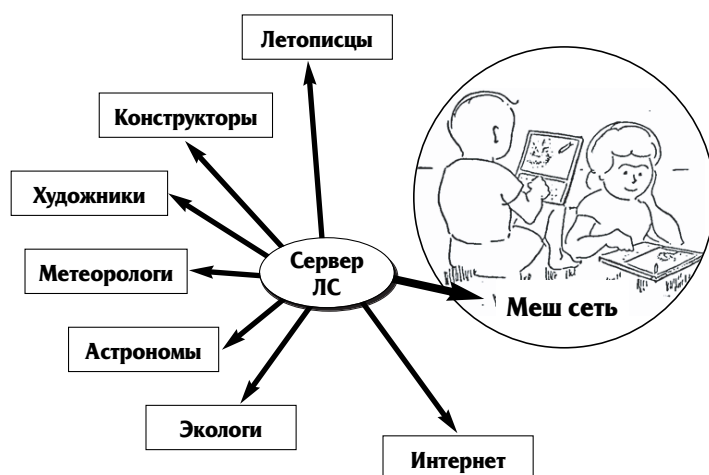 Летописцы
Конструкторы
Художники
Метеорологи
Сервер
ЛС
Меш сеть
Астрономы
Экологи
Интернет